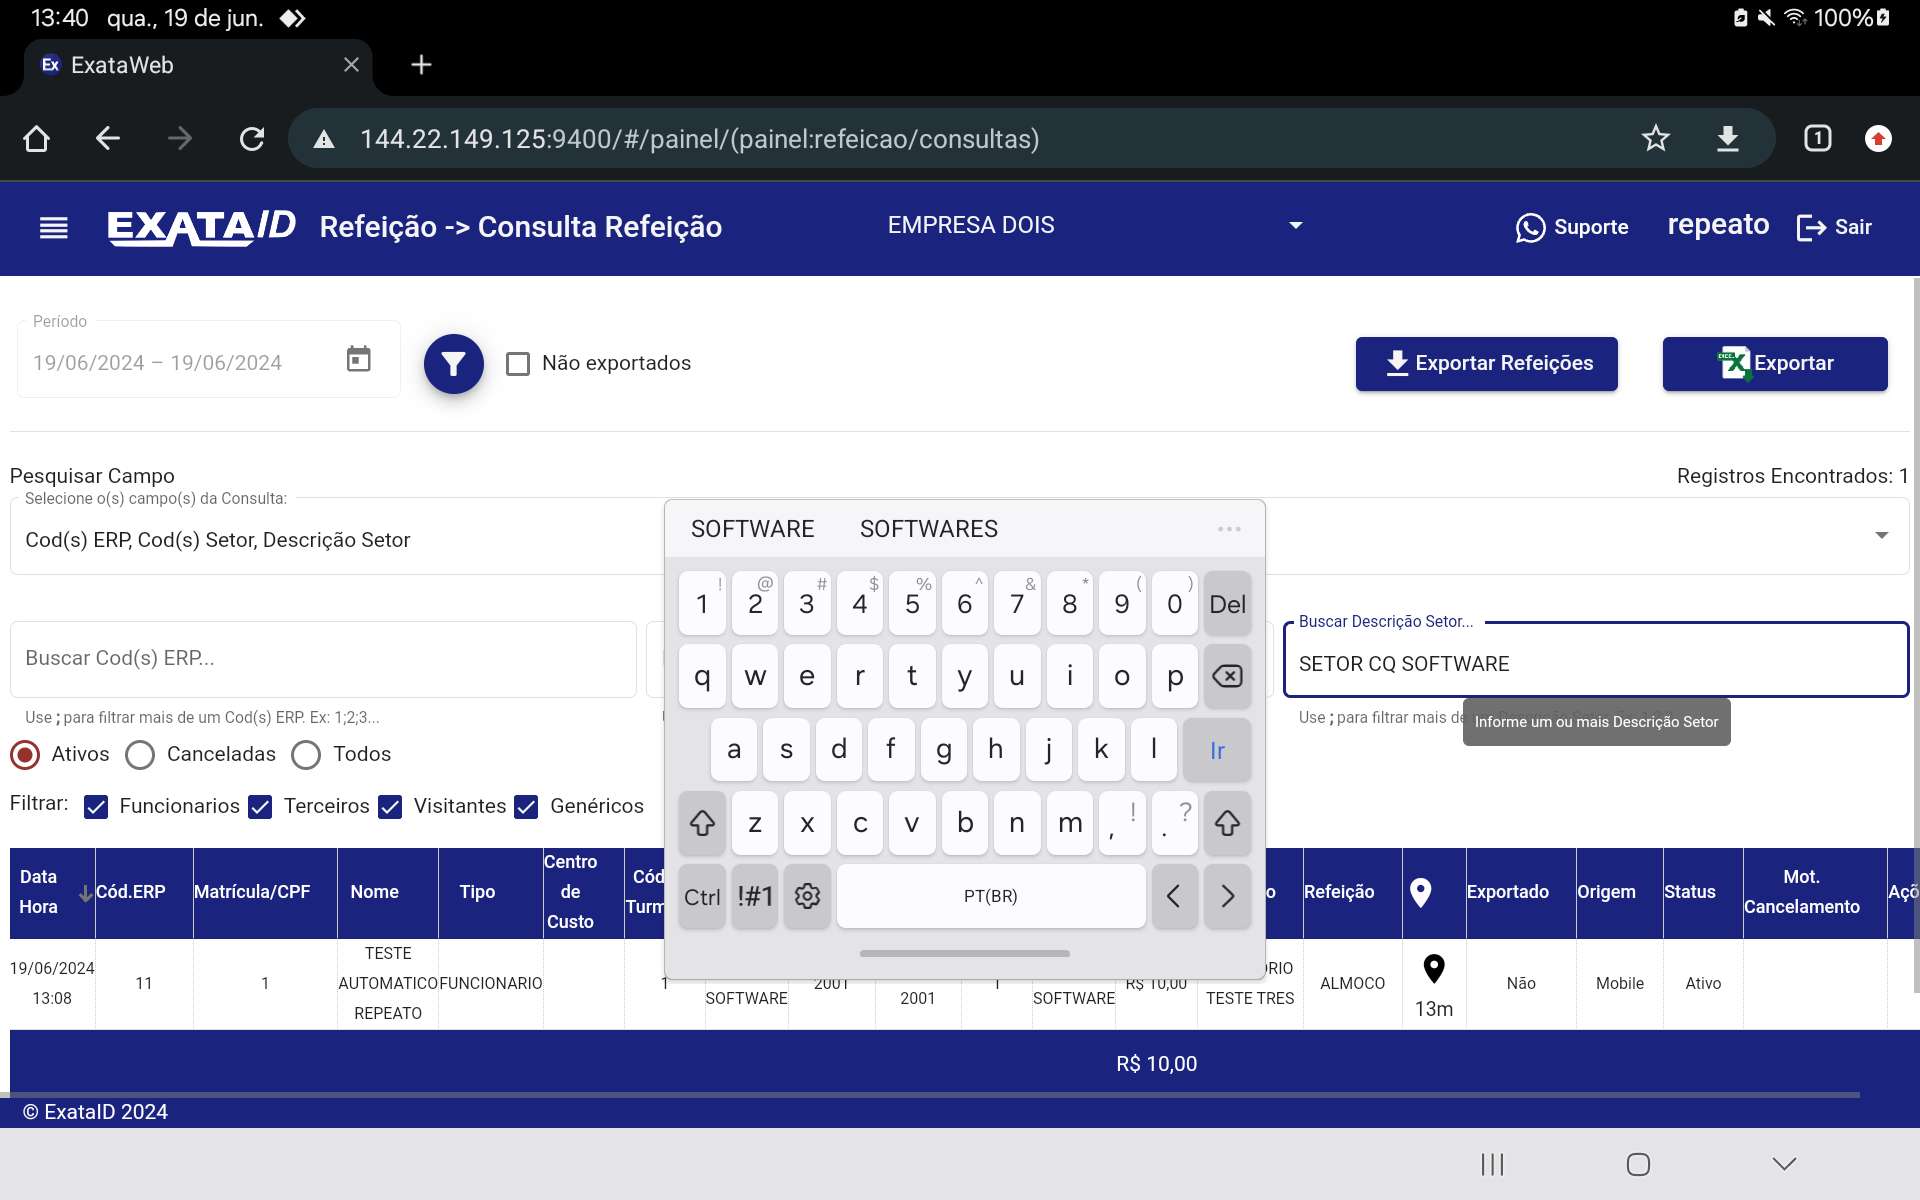 13:40 qua., 19 de jun. 100%
Ex ExataWeb
144.22.149.125:9400/#/painel/(painel:refeicao/consultas) 1
EXATA ID Refeição -> Consulta Refeição EMPRESA DOIS Suporte repeato Sair
Período
19/06/2024 – 19/06/2024 Não exportados Exportar Refeições Exportar
Pesquisar Campo Registros Encontrados: 1
Selecione o(s) campo(s) da Consulta:
Cod(s) ERP, Cod(s) Setor, Descrição Setor
SOFTWARE SOFTWARES
! @ # $ % ^ & * ( )
1 2 3 4 5 6 7 8 9 0 Del
q w e r t y u i o p
a s d f g h j k l Ir
z x c v b n m , ! . ?
Ctrl !#1 PT(BR) < >
Buscar Cod(s) ERP...
Use ; para filtrar mais de um Cod(s) ERP. Ex: 1;2;3...
Buscar Descrição Setor...
SETOR CQ SOFTWARE
Use ; para filtrar mais de
Informe um ou mais Descrição Setor
Ativos Canceladas Todos
Filtrar: Funcionarios Terceiros Visitantes Genéricos
Data Hora Cód.ERP Matrícula/CPF Nome Tipo Centro de Custo Cód Turm o Refeição Exportado Origem Status Mot. Cancelamento Açõ
19/06/2024 13:08 11 1 TESTE AUTOMATICO REPEATO FUNCIONARIO 1 SOFTWARE 2001 2001 1 SOFTWARE R$ 10,00 RIO TESTE TRES ALMOCO 13m Não Mobile Ativo
R$ 10,00
© ExataID 2024